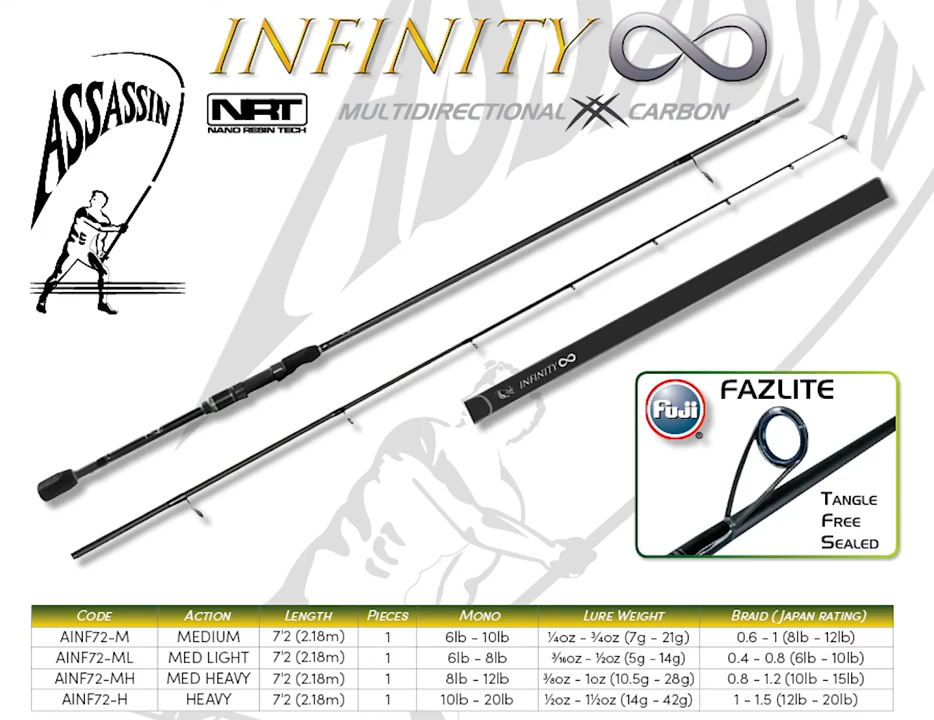 INFINITY
ASSASSIN
NRT
NANO RESIN TECH
MULTIDIRECTIONAL CARBON
INFINITY
Fuji ®
FAZLITE
TANGLE
FREE
SEALED
CODE ACTION LENGTH PIECES MONO LURE WEIGHT BRAID (JAPAN RATING)
AINF72-M MEDIUM 7'2 (2.18m) 1 6lb - 10lb ¼oz - ¾oz (7g - 21g) 0.6 - 1 (8lb - 12lb)
AINF72-ML MED LIGHT 7'2 (2.18m) 1 6lb - 8lb ³⁄₁₆oz - ½oz (5g - 14g) 0.4 - 0.8 (6lb - 10lb)
AINF72-MH MED HEAVY 7'2 (2.18m) 1 8lb - 12lb ⅜oz - 1oz (10.5g - 28g) 0.8 - 1.2 (10lb - 15lb)
AINF72-H HEAVY 7'2 (2.18m) 1 10lb - 20lb ½oz - 1½oz (14g - 42g) 1 - 1.5 (12lb - 20lb)